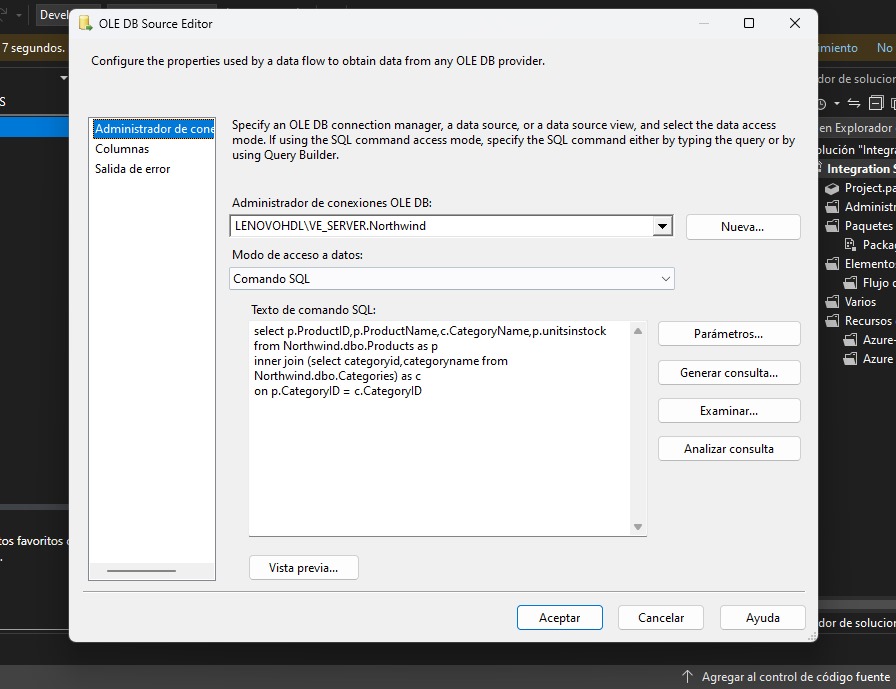 Devel
OLE DB Source Editor
7 segundos.
imiento No
Configure the properties used by a data flow to obtain data from any OLE DB provider.
dor de solucion
S
Administrador de cone
Columnas
Salida de error
Specify an OLE DB connection manager, a data source, or a data source view, and select the data access
mode. If using the SQL command access mode, specify the SQL command either by typing the query or by
using Query Builder.
Administrador de conexiones OLE DB:
LENOVOHDL\VE_SERVER.Northwind
Nueva...
Modo de acceso a datos:
Comando SQL
Texto de comando SQL:
select p.ProductID,p.ProductName,c.CategoryName,p.unitsinstock
from Northwind.dbo.Products as p
inner join (select categoryid,categoryname from
Northwind.dbo.Categories) as c
on p.CategoryID = c.CategoryID
Parámetros...
Generar consulta...
Examinar...
Analizar consulta
Vista previa...
Aceptar
Cancelar
Ayuda
en Explorador
olución "Integra
Integration S
Project.pa
Administr
Paquetes
Packa
Elementos
Flujo d
Varios
Recursos
Azure-
Azure
tos favoritos
.
dor de solucion
Agregar al control de código fuente